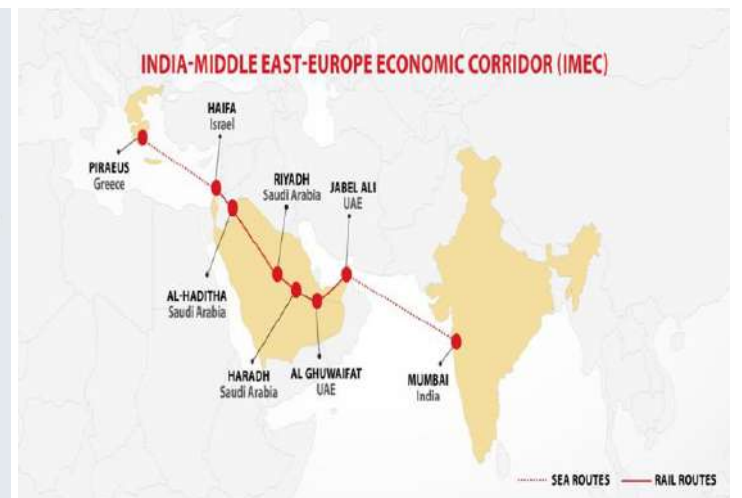 INDIA-MIDDLE EAST-EUROPE ECONOMIC CORRIDOR (IMEC)
HAIFA
Israel
PIRAEUS
Greece
RIYADH
Saudi Arabia
JABEL ALI
UAE
AL-HADITHA
Saudi Arabia
HARADH
Saudi Arabia
AL GHUWAIFAT
UAE
MUMBAI
India
SEA ROUTES
RAIL ROUTES